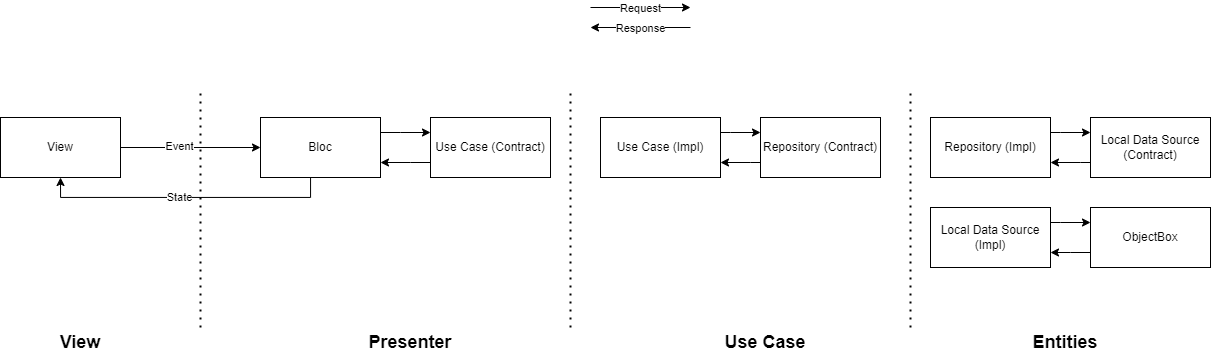 Request
Response
View
Event
Bloc
Use Case (Contract)
State
Use Case (Impl)
Repository (Contract)
Repository (Impl)
Local Data Source
(Contract)
Local Data Source
(Impl)
ObjectBox
View
Presenter
Use Case
Entities